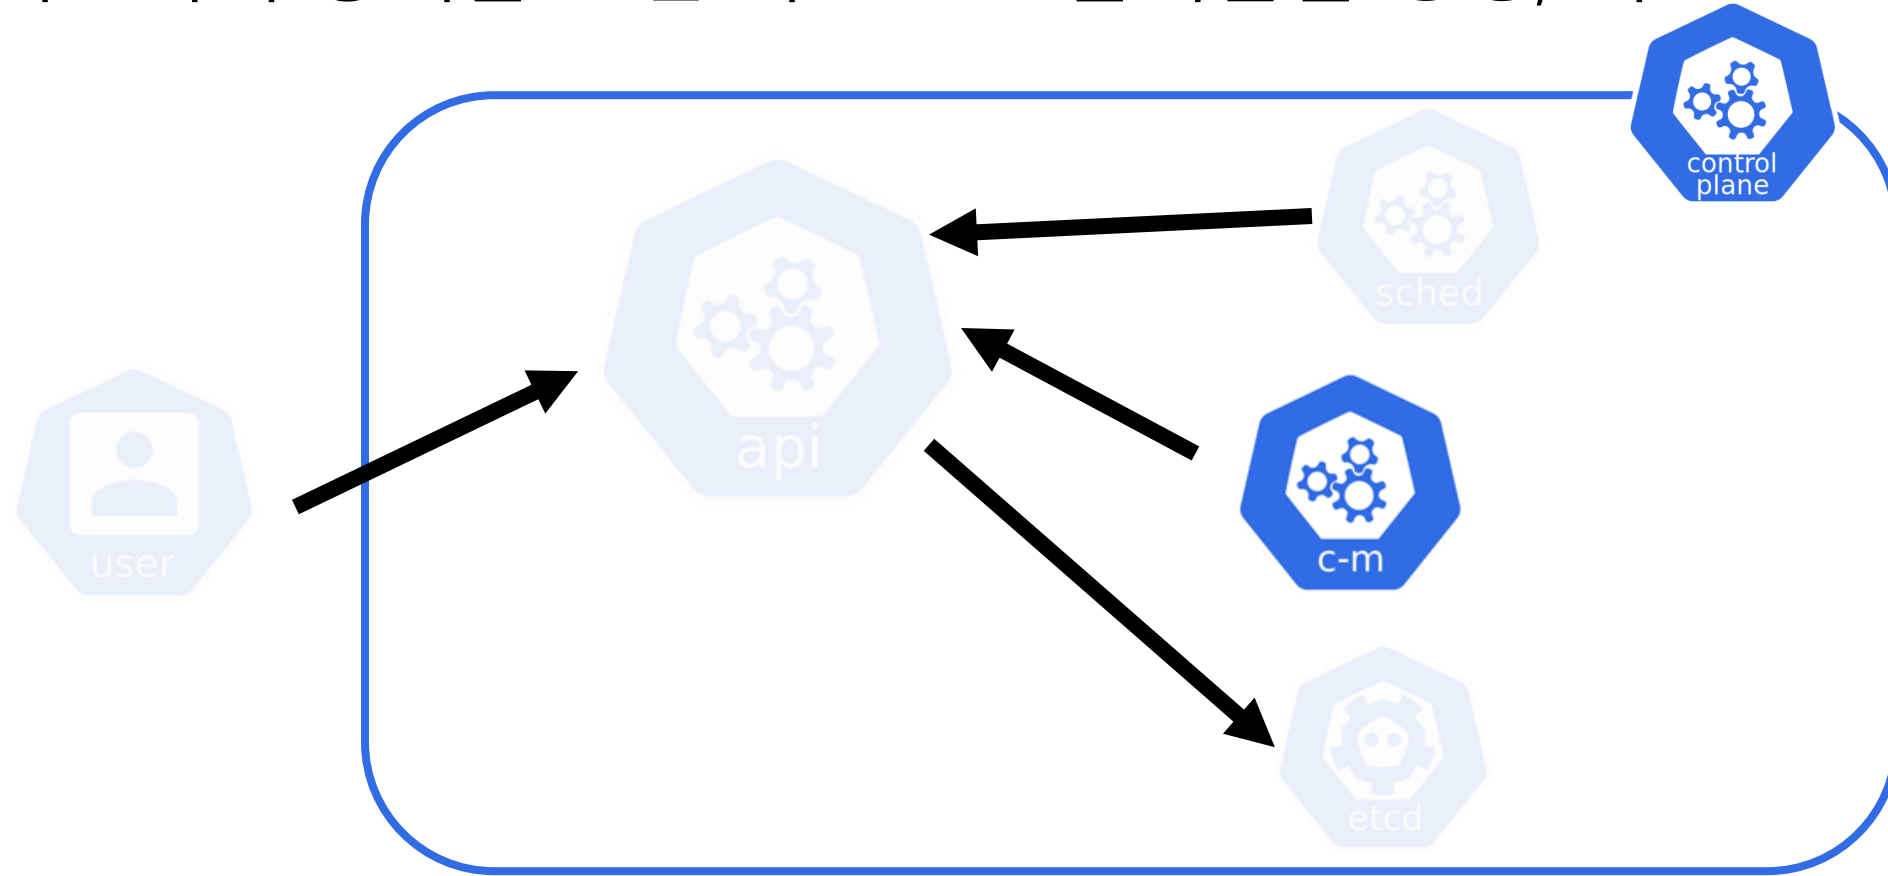 control
plane
sched
api
c-m
user
etcd